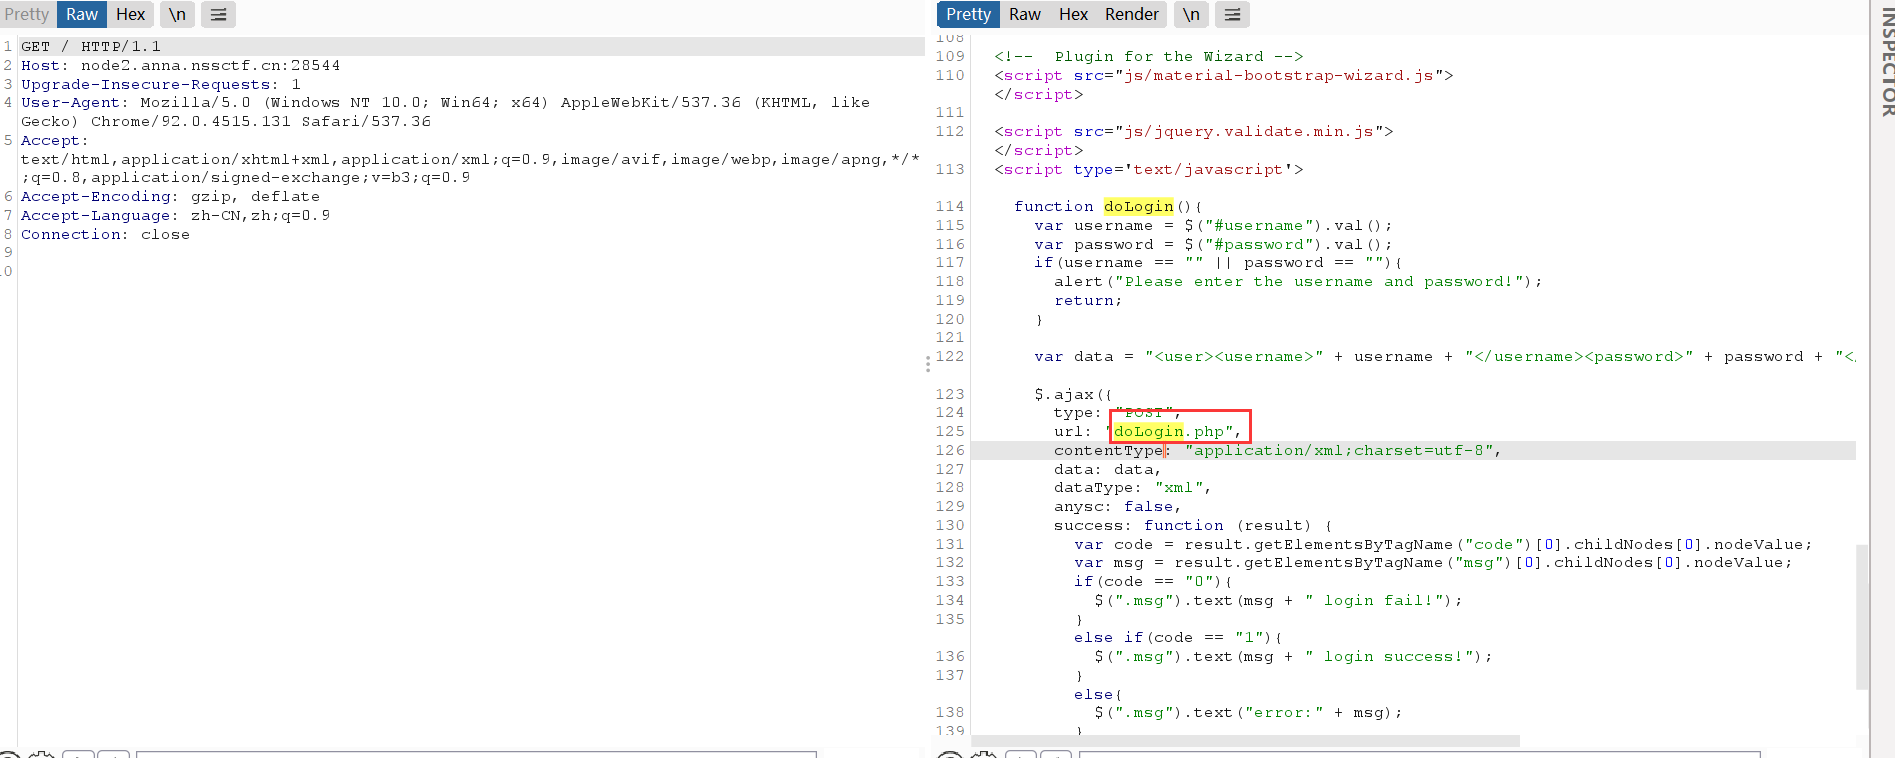 Pretty Raw Hex \n
1 GET / HTTP/1.1
2 Host: node2.anna.nssctf.cn:28544
3 Upgrade-Insecure-Requests: 1
4 User-Agent: Mozilla/5.0 (Windows NT 10.0; Win64; x64) AppleWebKit/537.36 (KHTML, like
Gecko) Chrome/92.0.4515.131 Safari/537.36
5 Accept:
text/html,application/xhtml+xml,application/xml;q=0.9,image/avif,image/webp,image/apng,*/*
;q=0.8,application/signed-exchange;v=b3;q=0.9
6 Accept-Encoding: gzip, deflate
7 Accept-Language: zh-CN,zh;q=0.9
8 Connection: close
9
10
Pretty Raw Hex Render \n
108
109 <!--  Plugin for the Wizard -->
110 <script src="js/material-bootstrap-wizard.js">
</script>
111
112 <script src="js/jquery.validate.min.js">
</script>
113 <script type='text/javascript'>
114 function doLogin(){
115 var username = $("#username").val();
116 var password = $("#password").val();
117 if(username == "" || password == ""){
118 alert("Please enter the username and password!");
119 return;
120 }
121
122 var data = "<user><username>" + username + "</username><password>" + password + "</
123 $.ajax({
124 type: "POST",
125 url: "doLogin.php",
126 contentType: "application/xml;charset=utf-8",
127 data: data,
128 dataType: "xml",
129 anysc: false,
130 success: function (result) {
131 var code = result.getElementsByTagName("code")[0].childNodes[0].nodeValue;
132 var msg = result.getElementsByTagName("msg")[0].childNodes[0].nodeValue;
133 if(code == "0"){
134 $(".msg").text(msg + " login fail!");
135 }
else if(code == "1"){
136 $(".msg").text(msg + " login success!");
137 }
else{
138 $(".msg").text("error:" + msg);
139 }
INSPECTOR